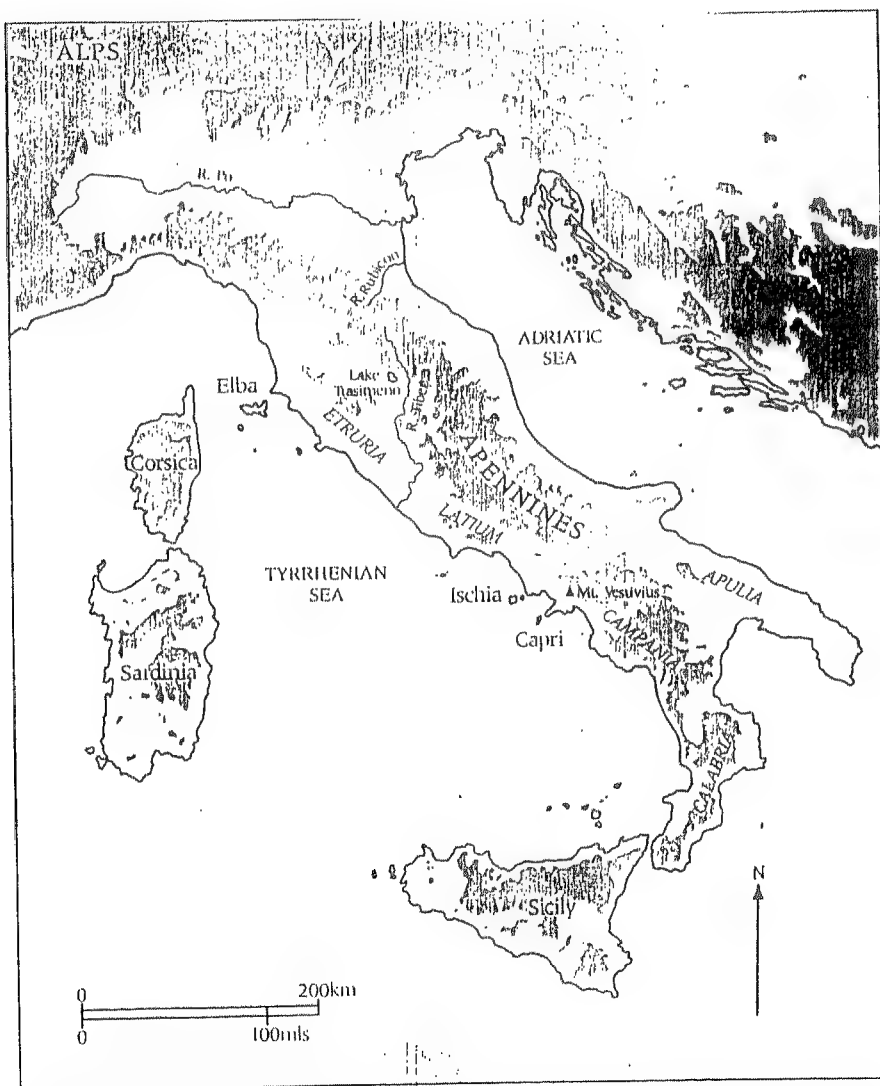 ALPS
R. Po
R. Rubicon
ADRIATIC
SEA
Lake
Trasimeno
R. Tiber
Elba
ETRURIA
Corsica
APENNINES
LATIUM
TYRRHENIAN
SEA
Ischia
Mt. Vesuvius
APULIA
Capri
CAMPANIA
Sardinia
CALABRIA
N
Sicily
0 200km
0 100mls